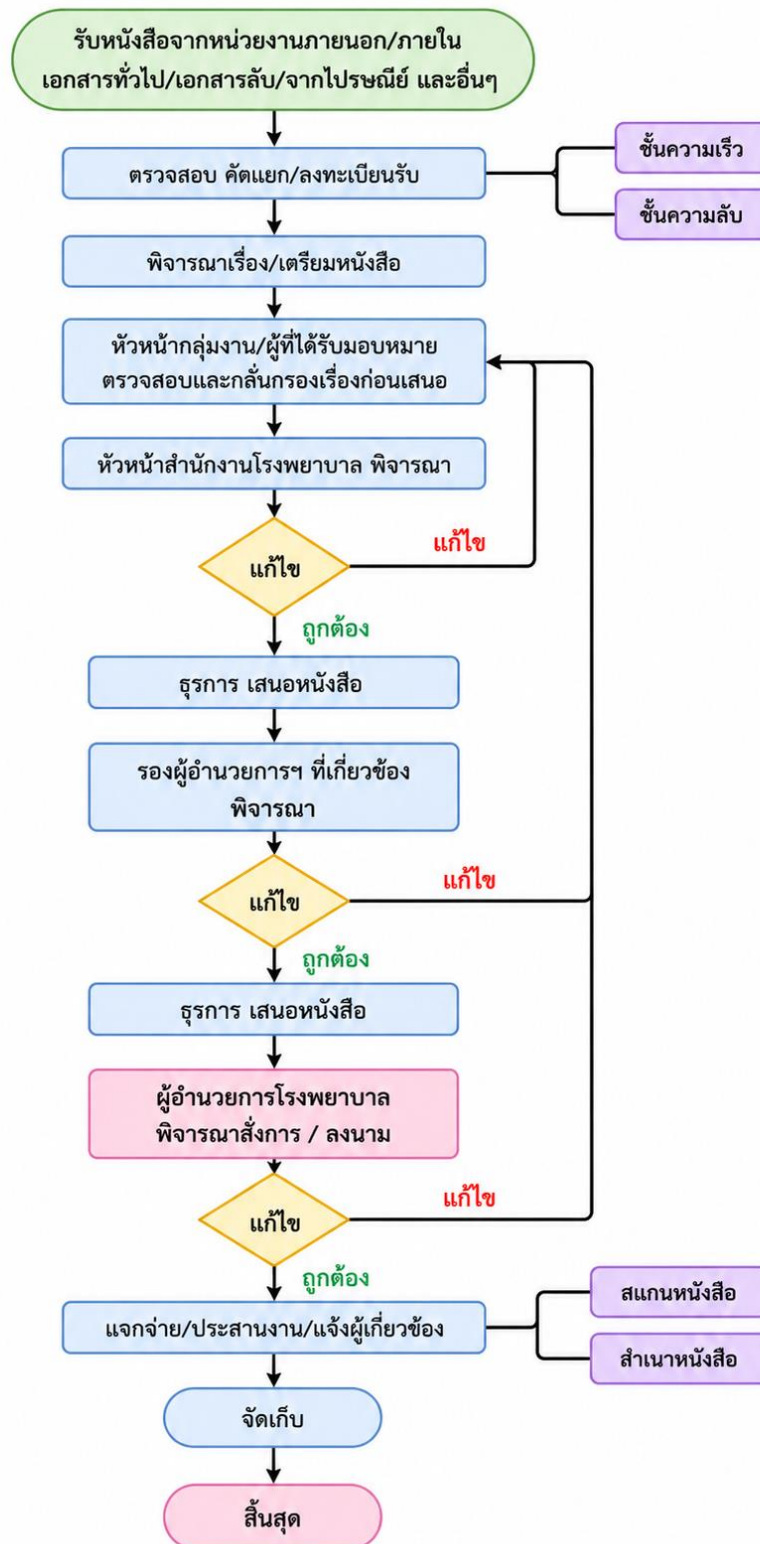 รับหนังสือจากหน่วยงานภายนอก/ภายใน
เอกสารทั่วไป/เอกสารลับ/จากไปรษณีย์ และอื่นๆ
ตรวจสอบ คัดแยก/ลงทะเบียนรับ
ชั้นความเร็ว
ชั้นความลับ
พิจารณาเรื่อง/เตรียมหนังสือ
หัวหน้ากลุ่มงาน/ผู้ที่ได้รับมอบหมาย
ตรวจสอบและกลั่นกรองเรื่องก่อนเสนอ
หัวหน้าสำนักงานโรงพยาบาล พิจารณา
แก้ไข
แก้ไข
ถูกต้อง
ธุรการ เสนอหนังสือ
รองผู้อำนวยการฯ ที่เกี่ยวข้อง
พิจารณา
แก้ไข
แก้ไข
ถูกต้อง
ธุรการ เสนอหนังสือ
ผู้อำนวยการโรงพยาบาล
พิจารณาสั่งการ / ลงนาม
แก้ไข
แก้ไข
ถูกต้อง
แจกจ่าย/ประสานงาน/แจ้งผู้เกี่ยวข้อง
สแกนหนังสือ
สำเนาหนังสือ
จัดเก็บ
สิ้นสุด